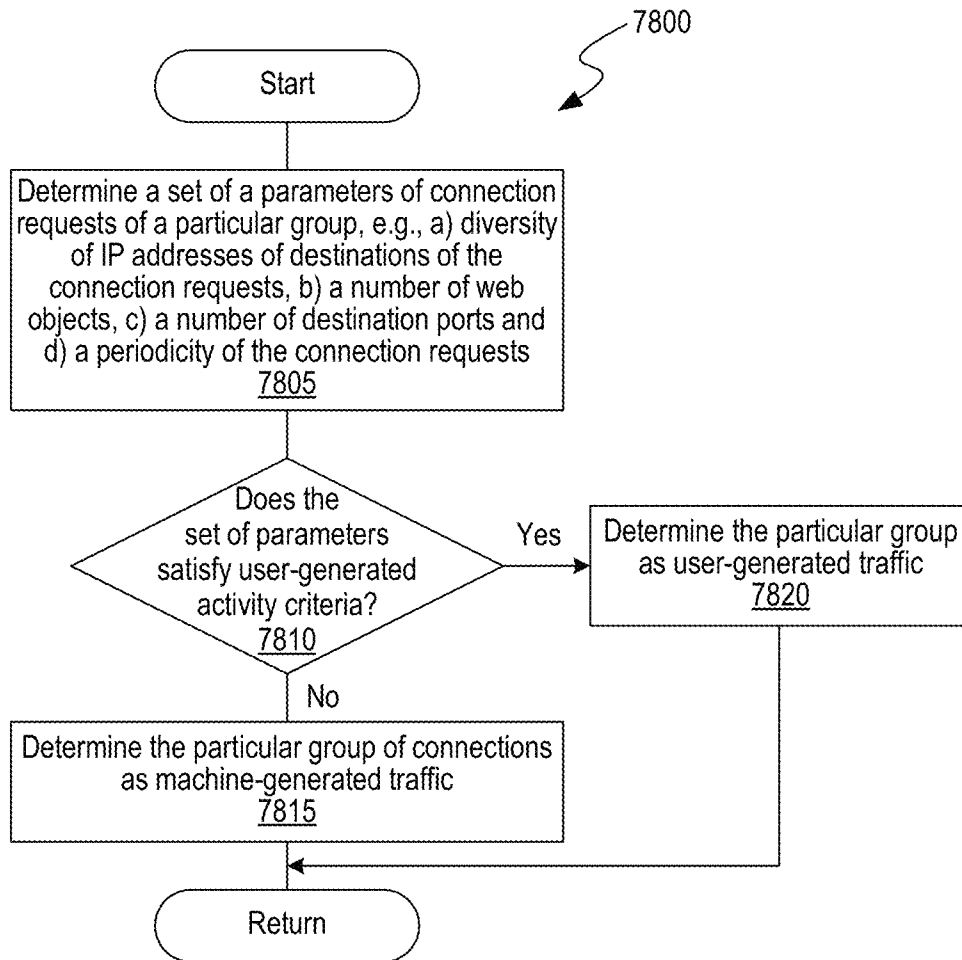 7800
Start
Determine a set of a parameters of connection
requests of a particular group, e.g., a) diversity
of IP addresses of destinations of the
connection requests, b) a number of web
objects, c) a number of destination ports and
d) a periodicity of the connection requests
7805
Does the
set of parameters
satisfy user-generated
activity criteria?
7810
Yes
Determine the particular group
as user-generated traffic
7820
No
Determine the particular group of connections
as machine-generated traffic
7815
Return